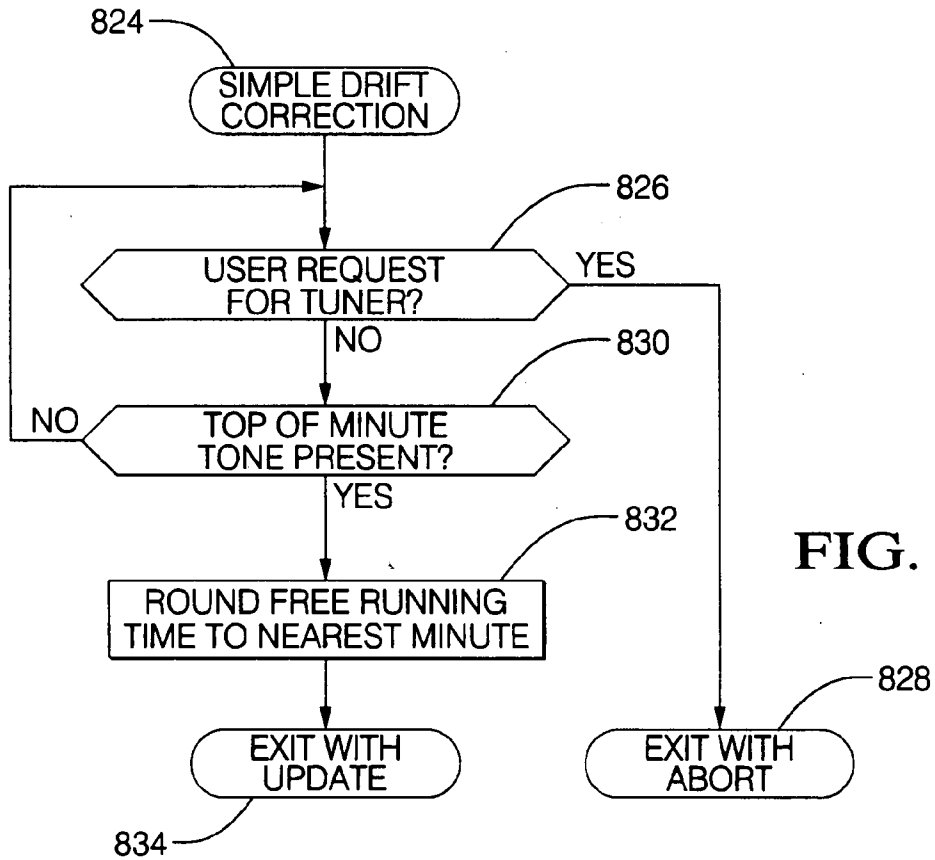 824
SIMPLE DRIFT
CORRECTION
826
USER REQUEST
FOR TUNER?
YES
NO
830
NO
TOP OF MINUTE
TONE PRESENT?
YES
832
FIG.
ROUND FREE RUNNING
TIME TO NEAREST MINUTE
828
EXIT WITH
UPDATE
EXIT WITH
ABORT
834